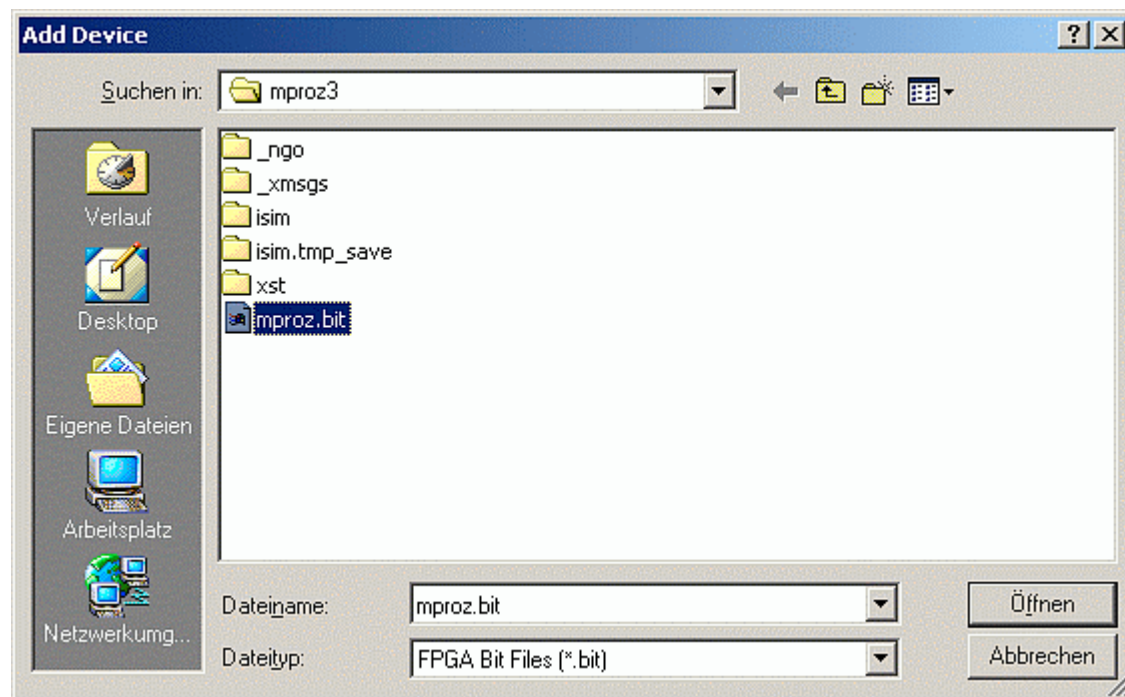 Add Device
Suchen in: mproz3
_ngo
_xmsgs
isim
isim.tmp_save
xst
mproz.bit
Verlauf
Desktop
Eigene Dateien
Arbeitsplatz
Netzwerkumg...
Dateiname: mproz.bit Öffnen
Dateityp: FPGA Bit Files (*.bit) Abbrechen